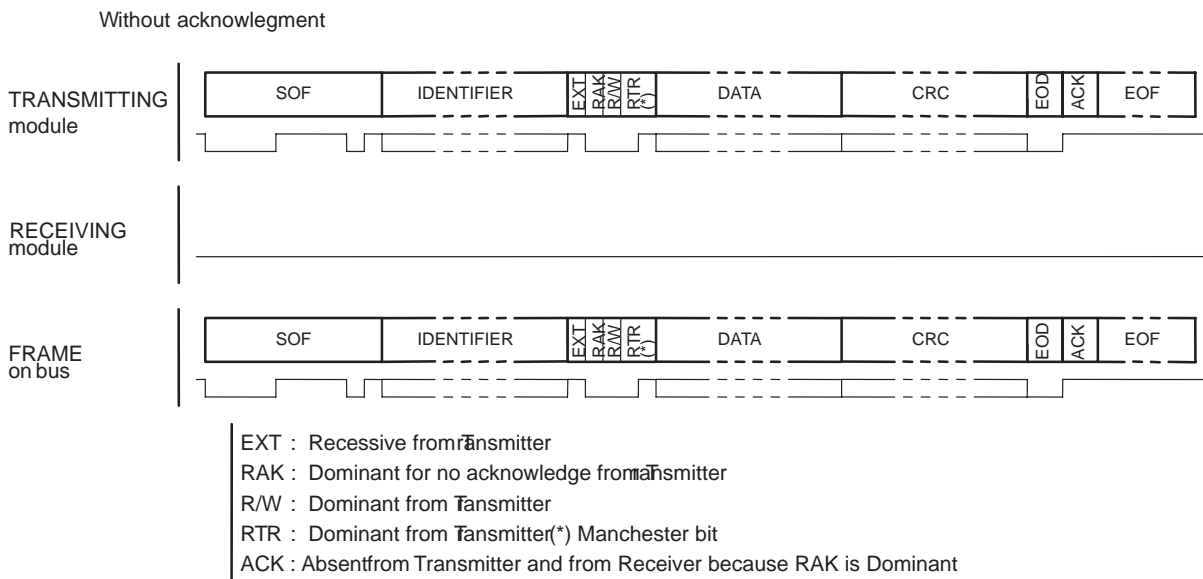 Without acknowlegment
TRANSMITTING
module
SOF IDENTIFIER EXT RAK R/W RTR (*) DATA CRC EOD ACK EOF
RECEIVING
module
FRAME
on bus
SOF IDENTIFIER EXT RAK R/W RTR (*) DATA CRC EOD ACK EOF
EXT : Recessive from Transmitter
RAK : Dominant for no acknowledge from Transmitter
R/W : Dominant from Transmitter
RTR : Dominant from Transmitter(*) Manchester bit
ACK : Absentfrom Transmitter and from Receiver because RAK is Dominant